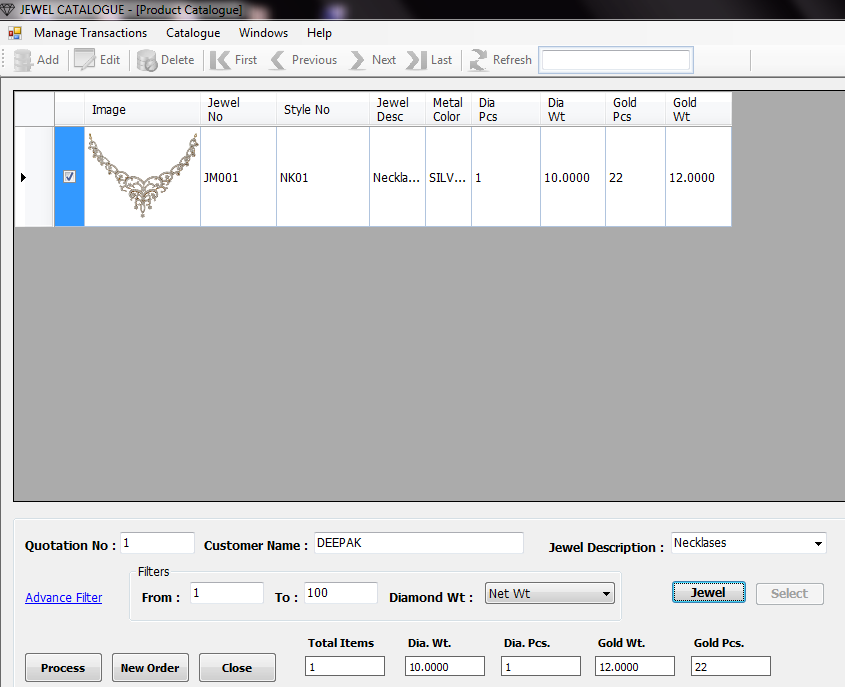 JEWEL CATALOGUE - [Product Catalogue]
Manage Transactions Catalogue Windows Help
Add Edit Delete First Previous Next Last Refresh
Image Jewel No Style No Jewel Desc Metal Color Dia Pcs Dia Wt Gold Pcs Gold Wt
JM001 NK01 Neckla... SILV... 1 10.0000 22 12.0000
Quotation No : 1 Customer Name : DEEPAK Jewel Description : Necklases
Filters
Advance Filter From : 1 To : 100 Diamond Wt : Net Wt Jewel Select
Total Items Dia. Wt. Dia. Pcs. Gold Wt. Gold Pcs.
Process New Order Close 1 10.0000 1 12.0000 22